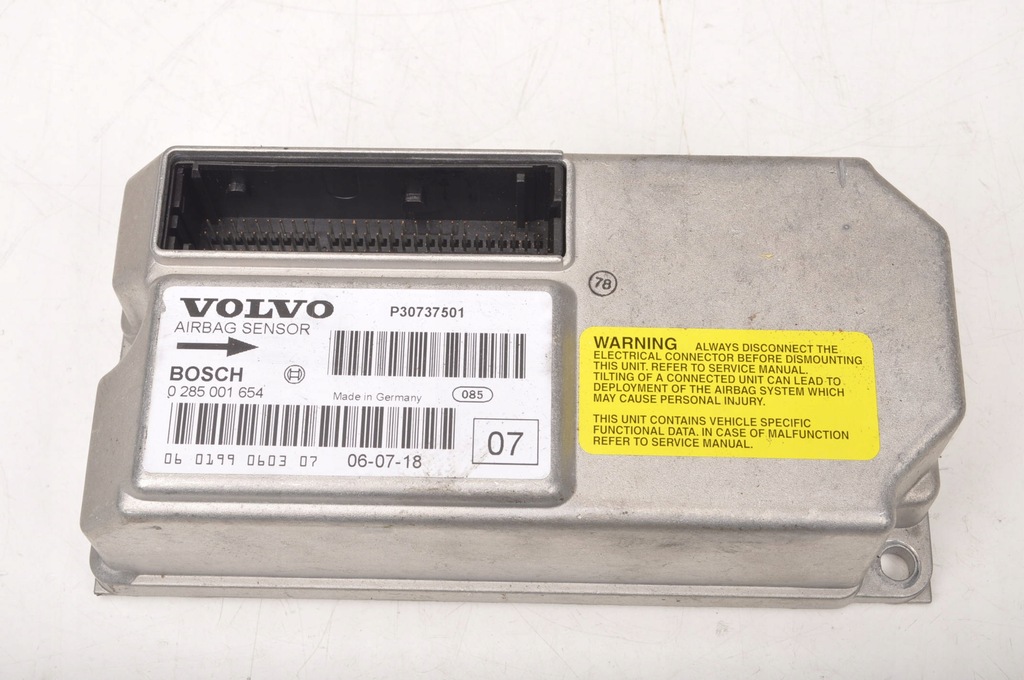 VOLVO
AIRBAG SENSOR
P30737501
BOSCH
0 285 001 654
Made in Germany
085
06 0199 0603 07
06-07-18
07
78
WARNING ALWAYS DISCONNECT THE
ELECTRICAL CONNECTOR BEFORE DISMOUNTING
THIS UNIT. REFER TO SERVICE MANUAL.
TILTING OF A CONNECTED UNIT CAN LEAD TO
DEPLOYMENT OF THE AIRBAG SYSTEM WHICH
MAY CAUSE PERSONAL INJURY.
THIS UNIT CONTAINS VEHICLE SPECIFIC
FUNCTIONAL DATA. IN CASE OF MALFUNCTION
REFER TO SERVICE MANUAL.